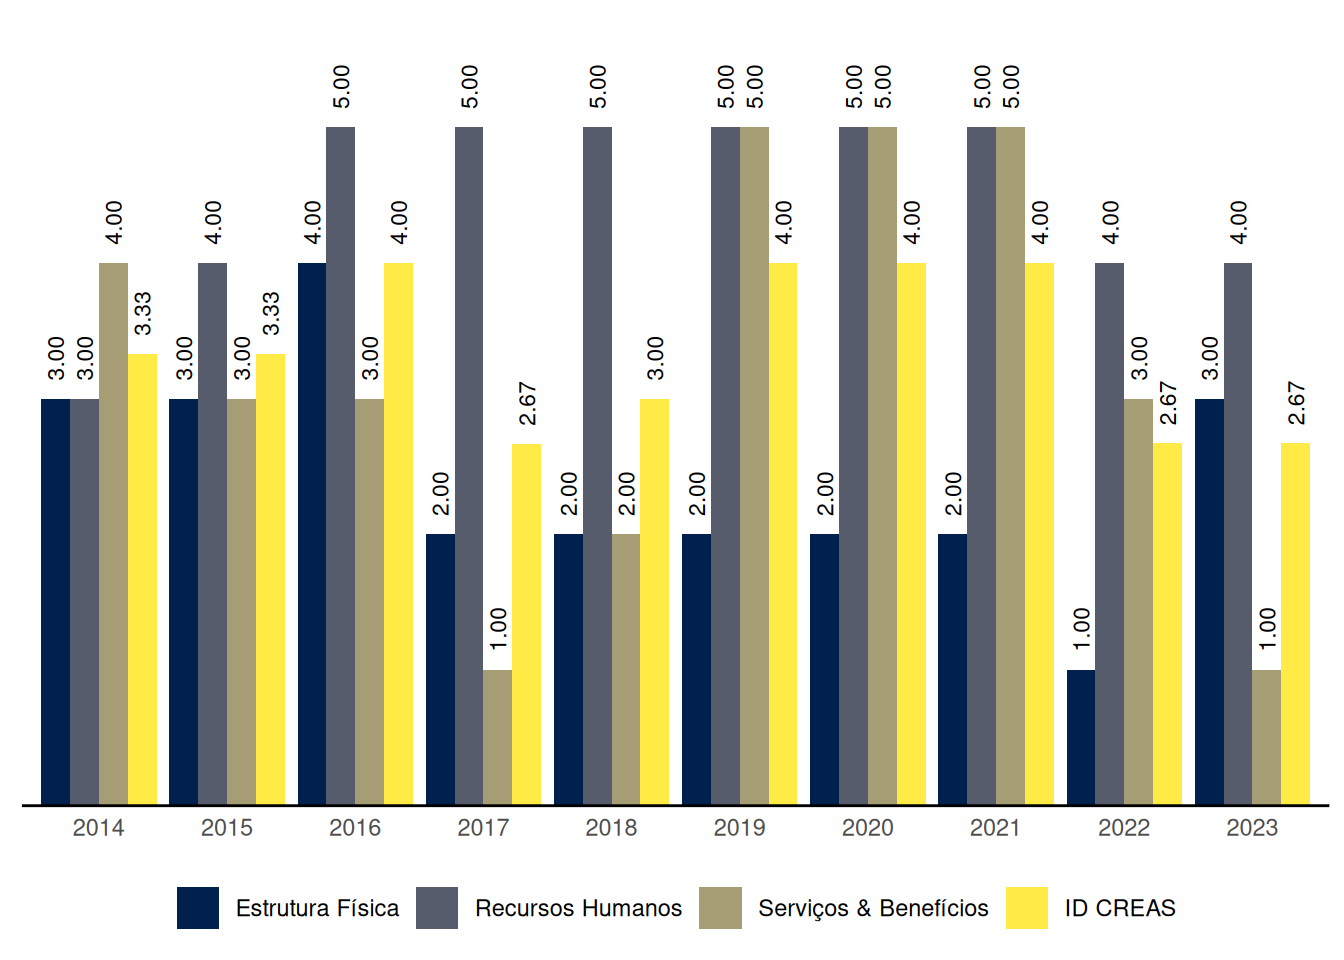 3.00 3.00 4.00 3.33 3.00 4.00 3.00 3.33 4.00 5.00 3.00 4.00 2.00 5.00 1.00 2.67 2.00 5.00 2.00 3.00 2.00 5.00 5.00 4.00 2.00 5.00 5.00 4.00 2.00 5.00 5.00 4.00 1.00 4.00 3.00 2.67 3.00 4.00 1.00 2.67
2014 2015 2016 2017 2018 2019 2020 2021 2022 2023
Estrutura Física Recursos Humanos Serviços & Benefícios ID CREAS